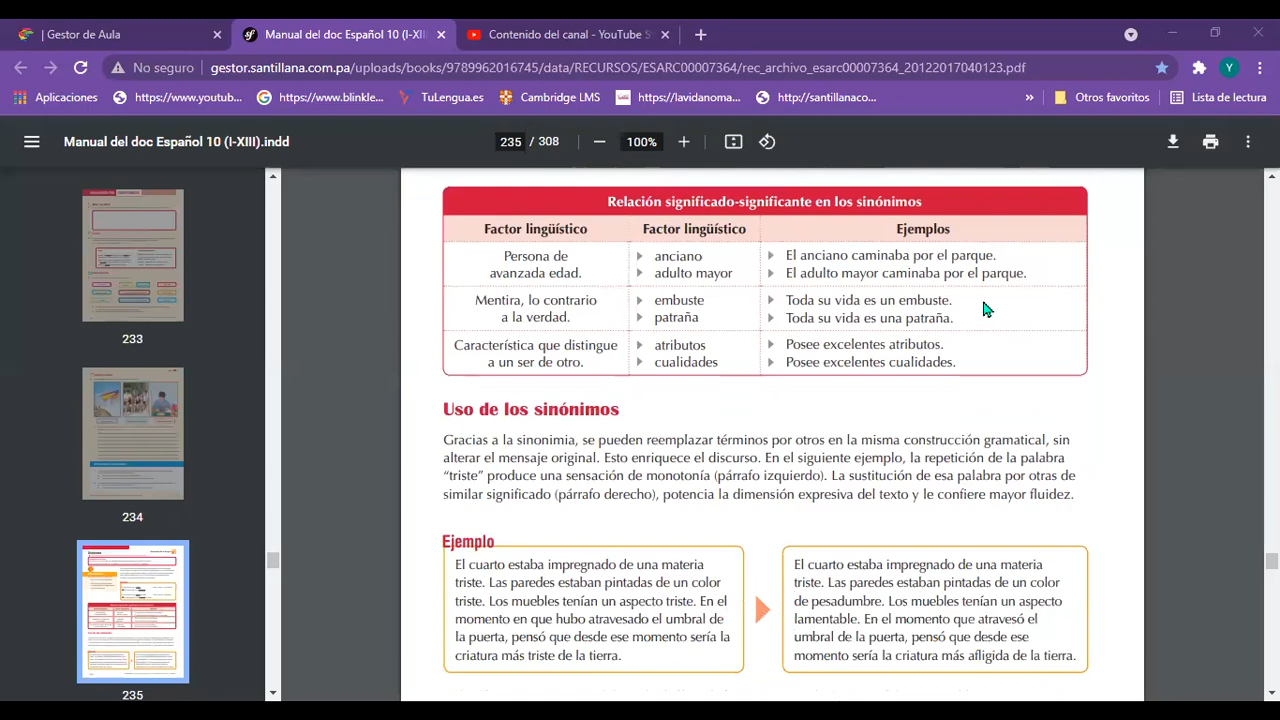 | Gestor de Aula
Manual del doc Español 10 (I-XII
Contenido del canal - YouTube S
No seguro
gestor.santillana.com.pa/uploads/books/9789962016745/data/RECURSOS/ESARC00007364/rec_archivo_esarc00007364_20122017040123.pdf
Y
Aplicaciones
https://www.youtub...
https://www.blinkle...
TuLengua.es
Cambridge LMS
https://lavidanoma...
http://santillanaco...
»
Otros favoritos
Lista de lectura
Manual del doc Español 10 (I-XIII).indd
235 / 308
100%
233
234
235
Relación significado-significante en los sinónimos
Factor lingüístico
Factor lingüístico
Ejemplos
Persona de
avanzada edad.
anciano
adulto mayor
El anciano caminaba por el parque.
El adulto mayor caminaba por el parque.
Mentira, lo contrario
a la verdad.
embuste
patraña
Toda su vida es un embuste.
Toda su vida es una patraña.
Característica que distingue
a un ser de otro.
atributos
cualidades
Posee excelentes atributos.
Posee excelentes cualidades.
Uso de los sinónimos
Gracias a la sinonimia, se pueden reemplazar términos por otros en la misma construcción gramatical, sin
alterar el mensaje original. Esto enriquece el discurso. En el siguiente ejemplo, la repetición de la palabra
“triste” produce una sensación de monotonía (párrafo izquierdo). La sustitución de esa palabra por otras de
similar significado (párrafo derecho), potencia la dimensión expresiva del texto y le confiere mayor fluidez.
Ejemplo
El cuarto estaba impregnado de una materia
triste. Las paredes estaban pintadas de un color
triste. Los muebles tenían un aspecto triste. En el
momento en que hubo atravesado el umbral de
la puerta, pensó que desde ese momento sería la
criatura más triste de la tierra.
El cuarto estaba impregnado de una materia
triste. Las paredes estaban pintadas de un color
de pesadumbre. Los muebles tenían un aspecto
lamentable. En el momento que atravesó el
umbral de la puerta, pensó que desde ese
momento sería la criatura más afligida de la tierra.